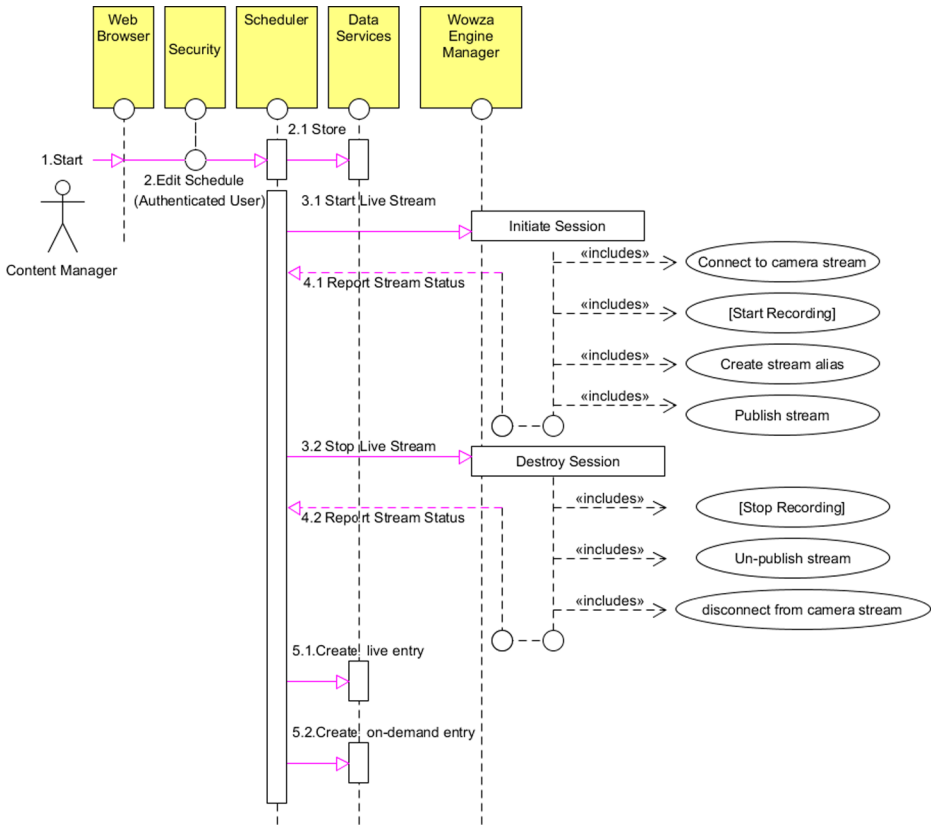 Web
Browser
Security
Scheduler
Data
Services
Wowza
Engine
Manager
2.1 Store
1.Start
2.Edit Schedule
(Authenticated User)
Content Manager
3.1 Start Live Stream
Initiate Session
«includes»
Connect to camera stream
4.1 Report Stream Status
«includes»
[Start Recording]
«includes»
Create stream alias
«includes»
Publish stream
3.2 Stop Live Stream
Destroy Session
«includes»
[Stop Recording]
4.2 Report Stream Status
«includes»
Un-publish stream
«includes»
disconnect from camera stream
5.1.Create live entry
5.2.Create on-demand entry